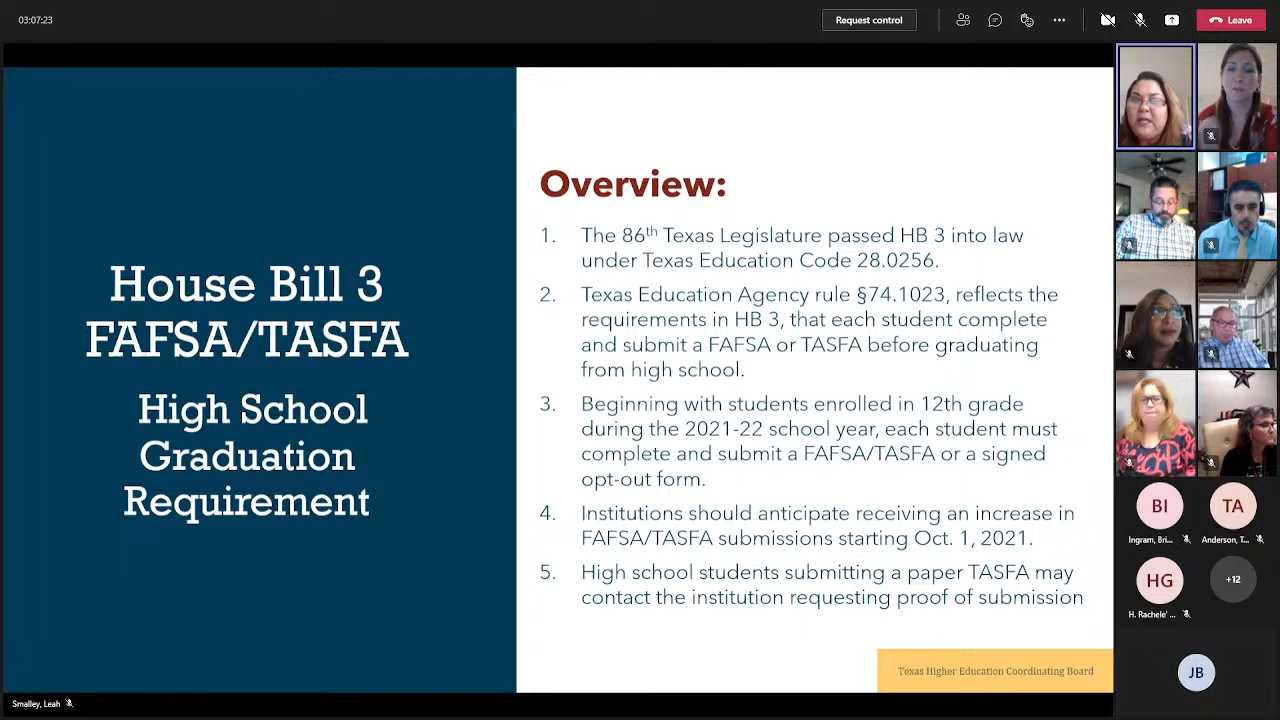 03:07:23
Request control
Leave
House Bill 3
FAFSA/TASFA
High School
Graduation
Requirement
Overview:
1. The 86th Texas Legislature passed HB 3 into law
under Texas Education Code 28.0256.
2. Texas Education Agency rule §74.1023, reflects the
requirements in HB 3, that each student complete
and submit a FAFSA or TASFA before graduating
from high school.
3. Beginning with students enrolled in 12th grade
during the 2021-22 school year, each student must
complete and submit a FAFSA/TASFA or a signed
opt-out form.
4. Institutions should anticipate receiving an increase in
FAFSA/TASFA submissions starting Oct. 1, 2021.
5. High school students submitting a paper TASFA may
contact the institution requesting proof of submission
Texas Higher Education Coordinating Board
BI
TA
Ingram, Bri...
Anderson, T...
HG
+12
H. Rachele' ...
JB
Smalley, Leah